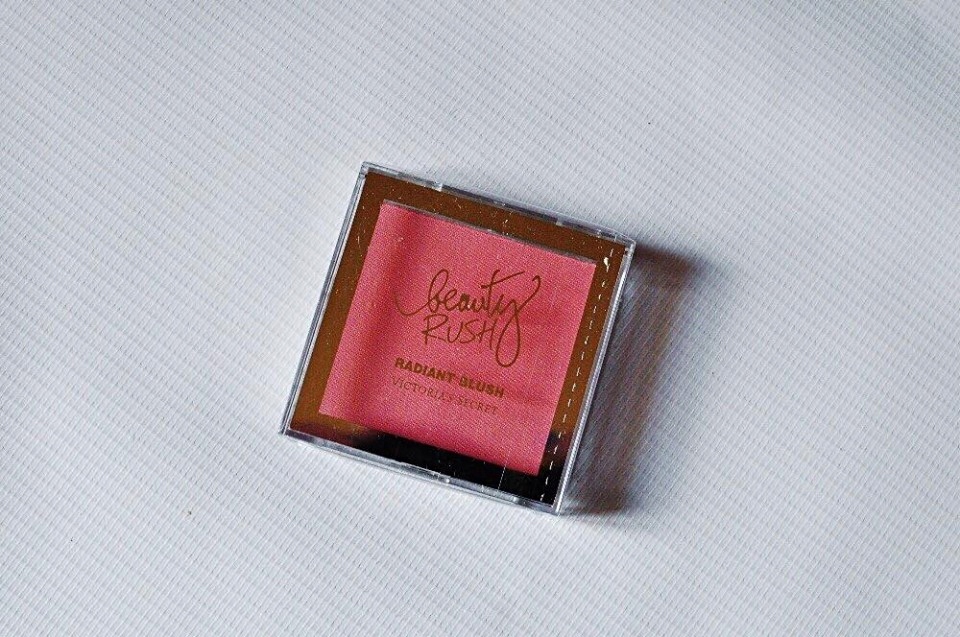 beauty
RUSH
RADIANT BLUSH
VICTORIA'S SECRET